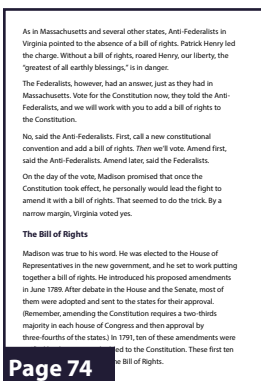 As in Massachusetts and several other states, Anti-Federalists in
Virginia pointed to the absence of a bill of rights. Patrick Henry led
the charge. Without a bill of rights, roared Henry, our liberty, the
“greatest of all earthly blessings,” is in danger.
The Federalists, however, had an answer, just as they had in
Massachusetts. Vote for the Constitution now, they told the Anti-
Federalists, and we will work with you to add a bill of rights to
the Constitution.
No, said the Anti-Federalists. First, call a new constitutional
convention and add a bill of rights. Then we’ll vote. Amend first,
said the Anti-Federalists. Amend later, said the Federalists.
On the day of the vote, Madison promised that once the
Constitution took effect, he personally would lead the fight to
amend it with a bill of rights. That seemed to do the trick. By a
narrow margin, Virginia voted yes.
The Bill of Rights
Madison was true to his word. He was elected to the House of
Representatives in the new government, and he set to work putting
together a bill of rights. He introduced his proposed amendments
in June 1789. After debate in the House and the Senate, most of
them were adopted and sent to the states for their approval.
(Remember, amending the Constitution requires a two-thirds
majority in each house of Congress and then approval by
three-fourths of the states.) In 1791, ten of these amendments were
to the Constitution. These first ten
Bill of Rights.
Page 74